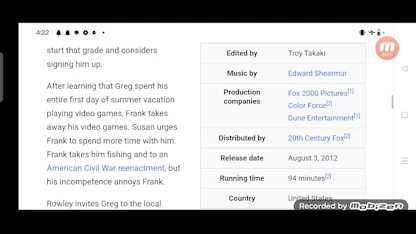 4:22
start that grade and considers
signing him up.
After learning that Greg spent his
entire first day of summer vacation
playing video games, Frank takes
away his video games. Susan urges
Frank to spend more time with him.
Frank takes him fishing and to an
American Civil War reenactment, but
his incompetence annoys Frank.
Rowley invites Greg to the local
Edited by Troy Takaki
Music by Edward Shearmur
Production companies Fox 2000 Pictures[1]
Color Force[2]
Dune Entertainment[1]
Distributed by 20th Century Fox[2]
Release date August 3, 2012
Running time 94 minutes[2]
Country United States
Recorded by Mobizen